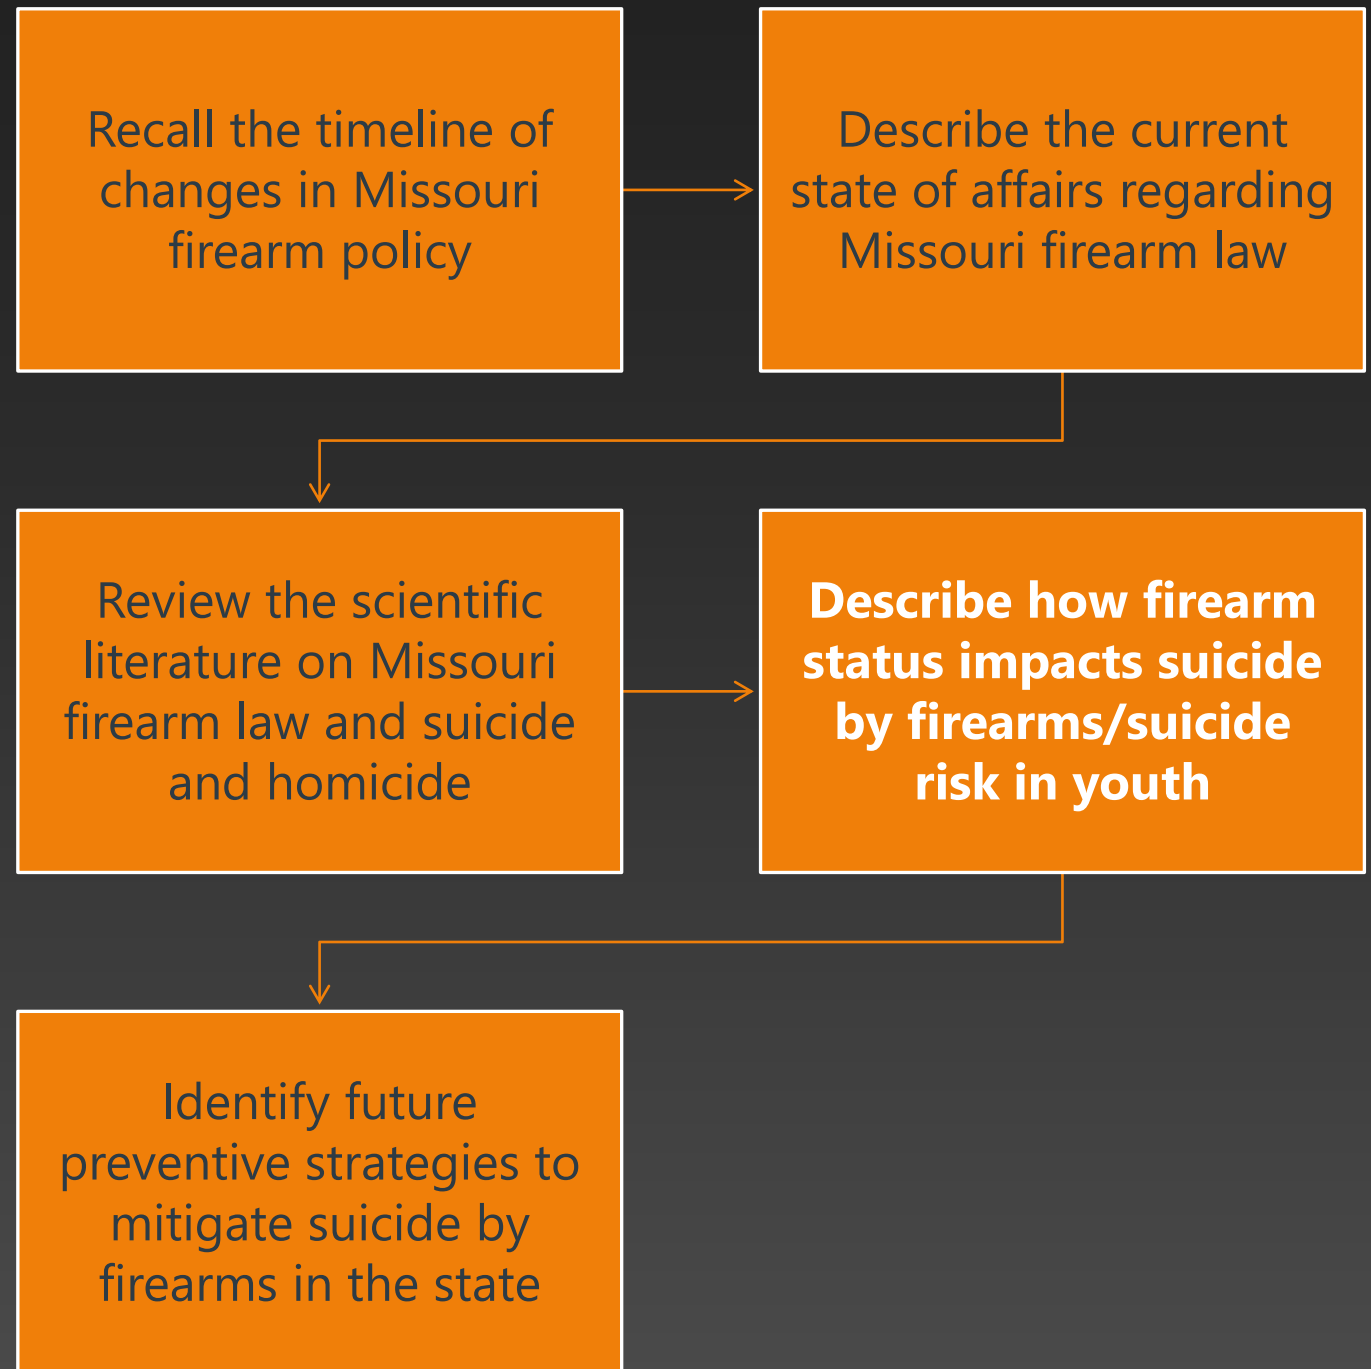 Recall the timeline of
changes in Missouri
firearm policy
Describe the current
state of affairs regarding
Missouri firearm law
Review the scientific
literature on Missouri
firearm law and suicide
and homicide
Describe how firearm
status impacts suicide
by firearms/suicide
risk in youth
Identify future
preventive strategies to
mitigate suicide by
firearms in the state